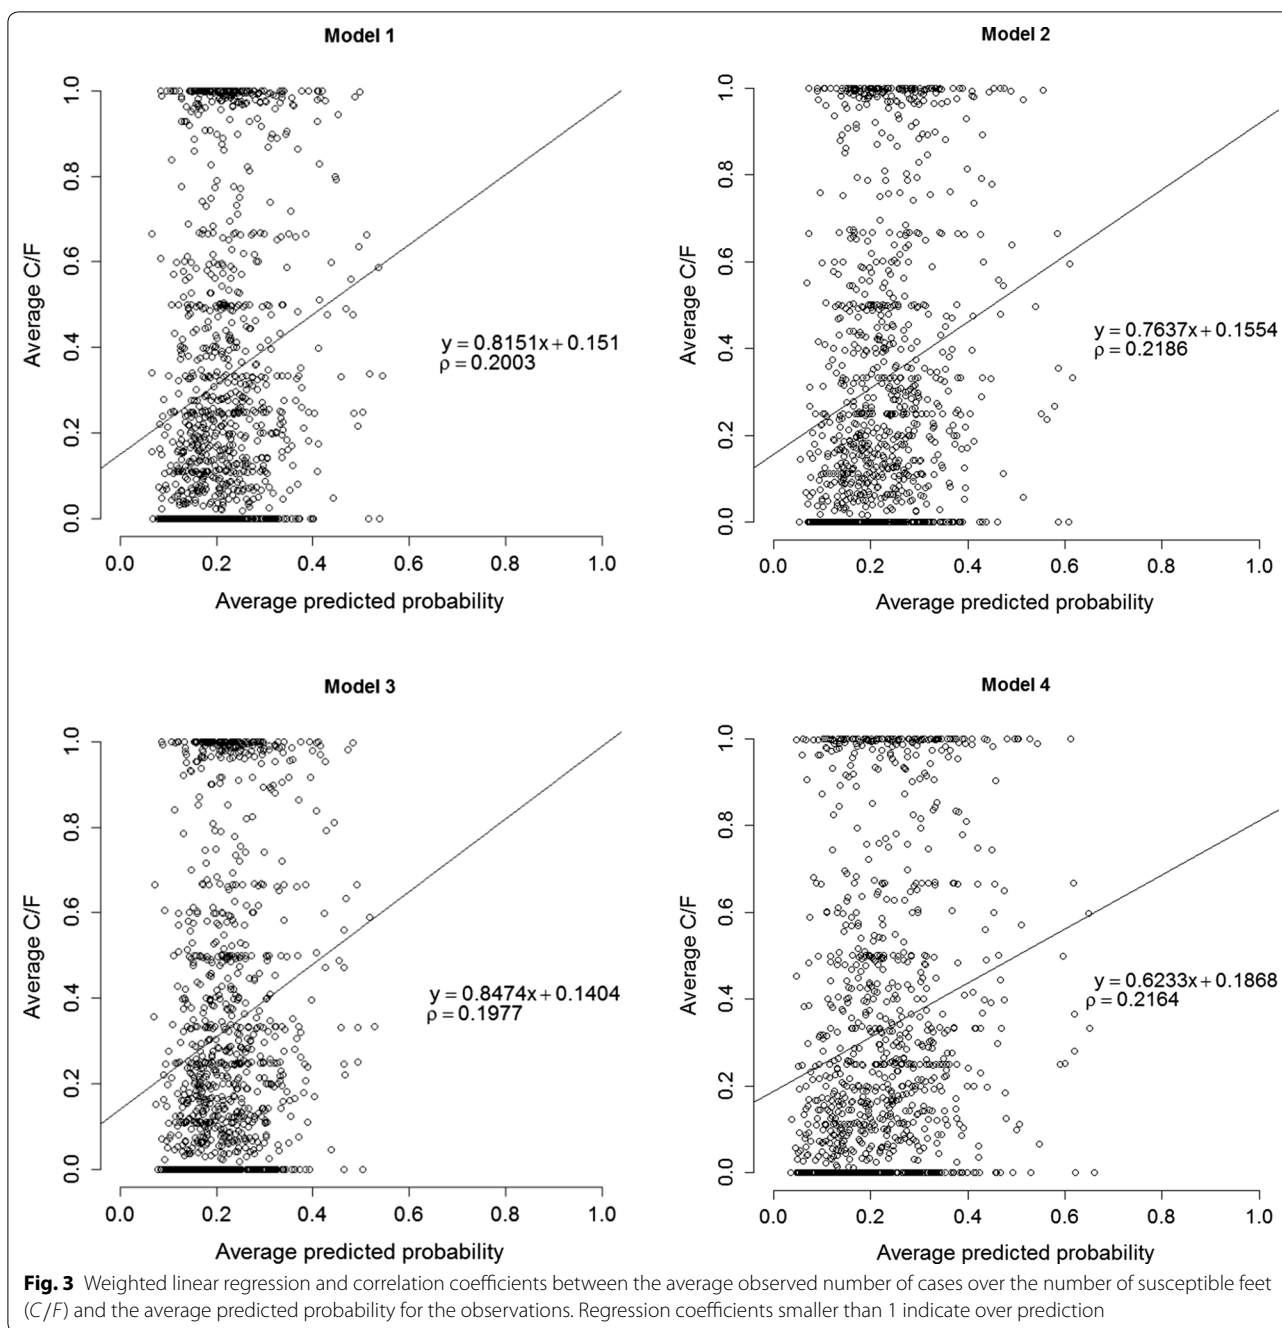 Model 1
1.0
0.8
0.6
0.4
0.2
0.0
Average C/F
y = 0.8151x + 0.151
ρ = 0.2003
0.0 0.2 0.4 0.6 0.8 1.0
Average predicted probability
Model 2
1.0
0.8
0.6
0.4
0.2
0.0
Average C/F
y = 0.7637x + 0.1554
ρ = 0.2186
0.0 0.2 0.4 0.6 0.8 1.0
Average predicted probability
Model 3
1.0
0.8
0.6
0.4
0.2
0.0
Average C/F
y = 0.8474x + 0.1404
ρ = 0.1977
0.0 0.2 0.4 0.6 0.8 1.0
Average predicted probability
Model 4
1.0
0.8
0.6
0.4
0.2
0.0
Average C/F
y = 0.6233x + 0.1868
ρ = 0.2164
0.0 0.2 0.4 0.6 0.8 1.0
Average predicted probability
Fig. 3 Weighted linear regression and correlation coefficients between the average observed number of cases over the number of susceptible feet
(C/F) and the average predicted probability for the observations. Regression coefficients smaller than 1 indicate over prediction